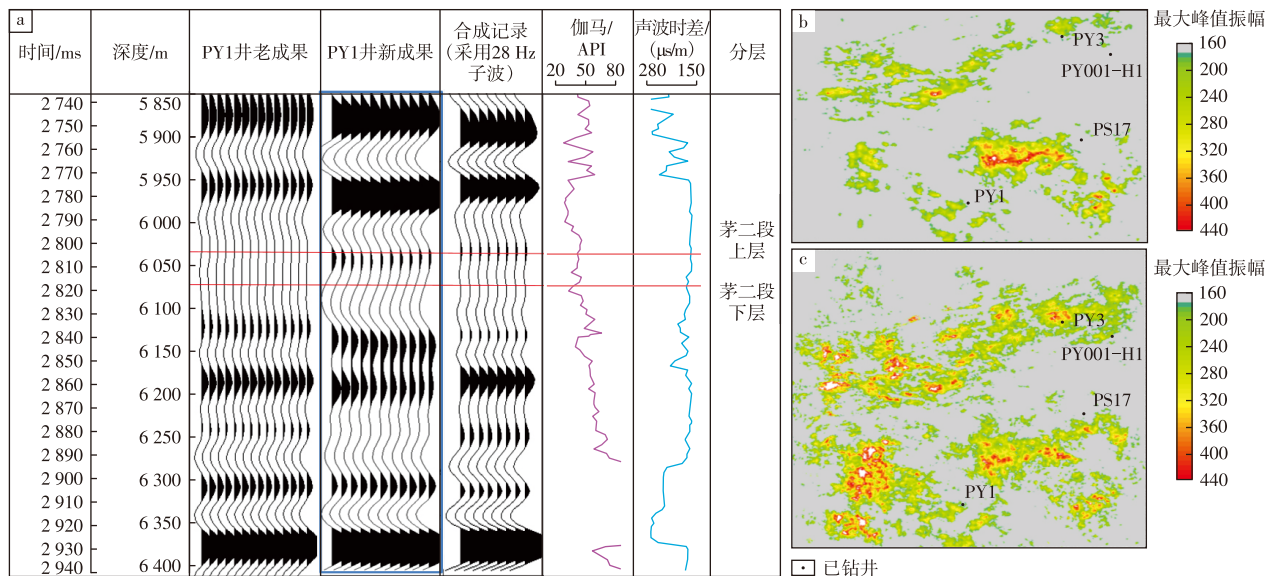 a
时间/ms
深度/m
PY1井老成果
PY1井新成果
合成记录
(采用28 Hz
子波)
伽马/
API
20 50 80
声波时差/
(μs/m)
280 150
分层
2 740
2 750
2 760
2 770
2 780
2 790
2 800
2 810
2 820
2 840
2 850
2 860
2 870
2 880
2 890
2 900
2 910
2 920
2 930
2 940
5 850
5 900
5 950
6 000
6 050
6 100
6 150
6 200
6 250
6 300
6 350
6 400
茅二段
上层
茅二段
下层
b
PY3
PY001-H1
PS17
PY1
最大峰值振幅
160
200
240
280
320
360
400
440
c
PY3
PY001-H1
PS17
PY1
最大峰值振幅
160
200
240
280
320
360
400
440
已钻井